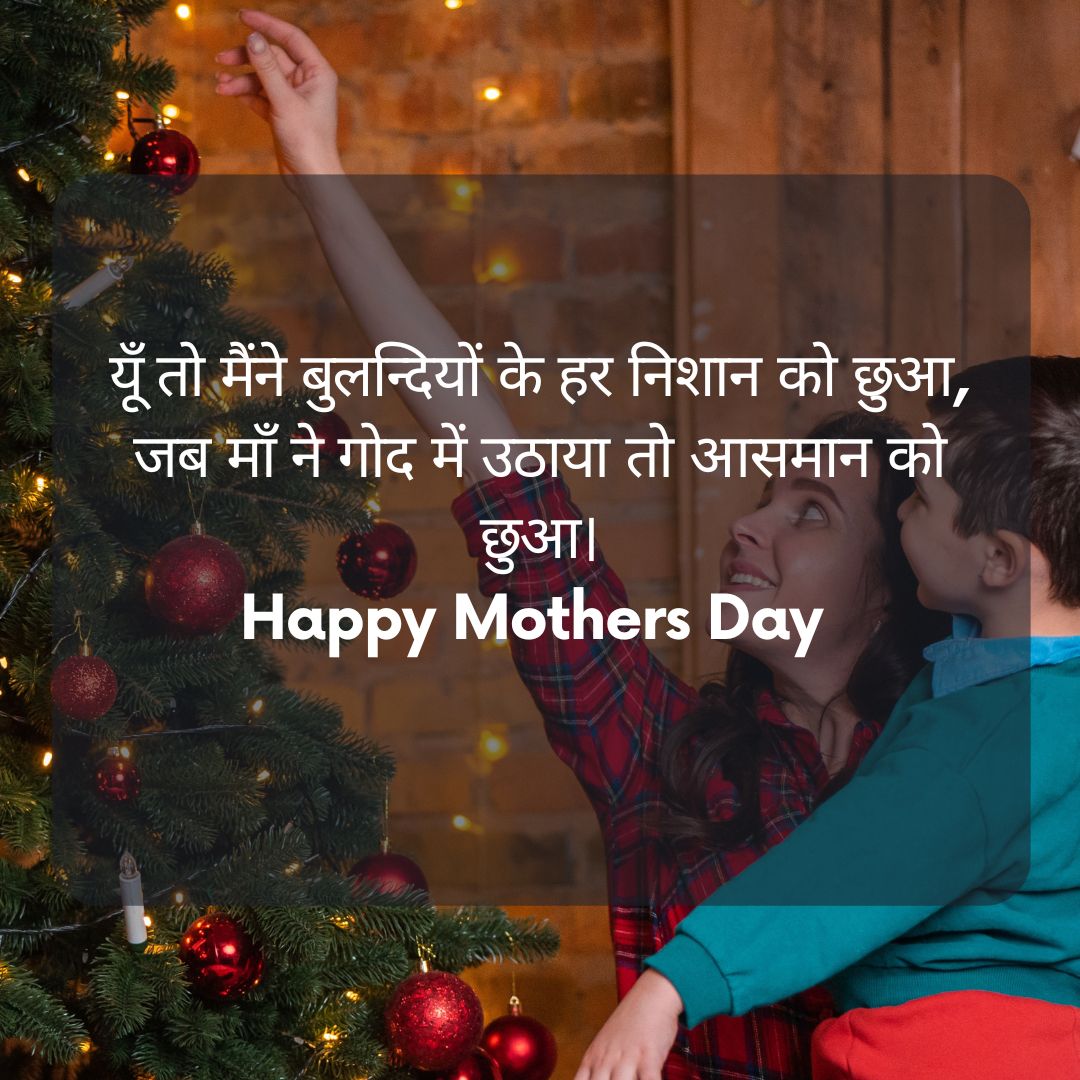 यूँ तो मैंने बुलन्दियों के हर निशान को छुआ,
जब माँ ने गोद में उठाया तो आसमान को
छुआ।
Happy Mothers Day